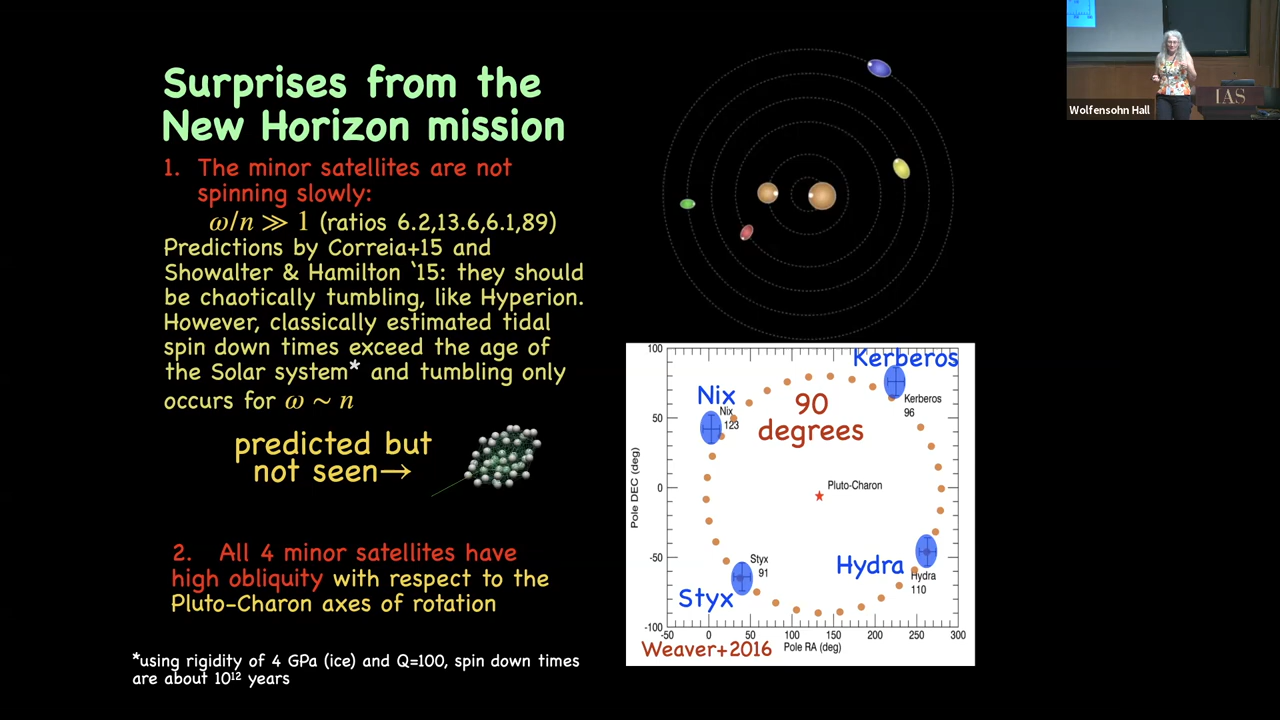 Surprises from the
New Horizon mission
1. The minor satellites are not
spinning slowly:
ω/n ≫ 1 (ratios 6.2,13.6,6.1,89)
Predictions by Correia+15 and
Showalter & Hamilton `15: they should
be chaotically tumbling, like Hyperion.
However, classically estimated tidal
spin down times exceed the age of
the Solar system* and tumbling only
occurs for ω ~ n
predicted but
not seen→
2. All 4 minor satellites have
high obliquity with respect to the
Pluto-Charon axes of rotation
*using rigidity of 4 GPa (ice) and Q=100, spin down times
are about 10¹² years
Wolfensohn Hall
IAS
100
50
0
-50
-100
Pole DEC (deg)
Kerberos
Kerberos
96
Nix
Nix
123
90
degrees
Pluto-Charon
Styx
91
Styx
Hydra
Hydra
110
-50 0 50 100 150 200 250 300
Weaver+2016
Pole RA (deg)